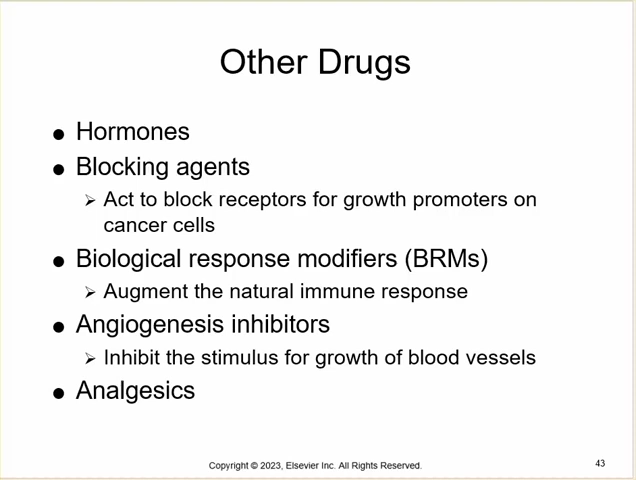 Other Drugs
● Hormones
● Blocking agents
➢ Act to block receptors for growth promoters on
cancer cells
● Biological response modifiers (BRMs)
➢ Augment the natural immune response
● Angiogenesis inhibitors
➢ Inhibit the stimulus for growth of blood vessels
● Analgesics
Copyright © 2023, Elsevier Inc. All Rights Reserved.
43